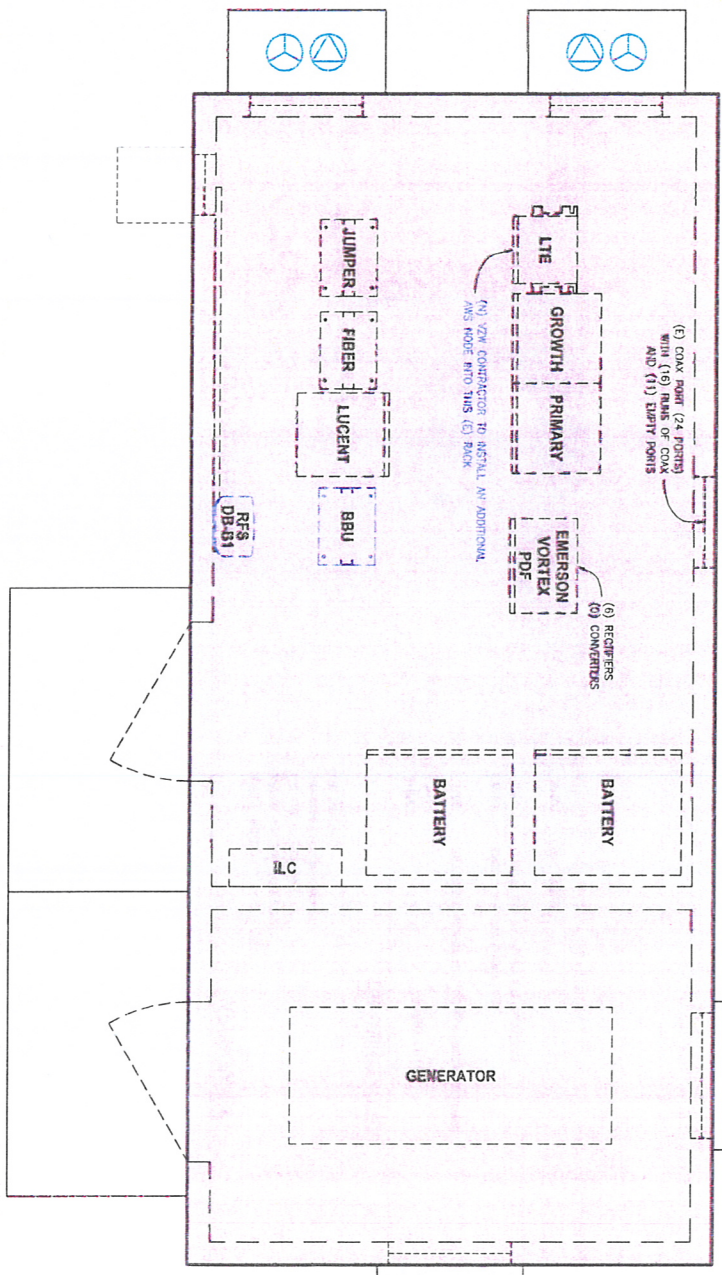 (E) COAX PORT (24 PORTS)
WITH (16) RUNS OF COAX
AND (11) EMPTY PORTS
LTE
GROWTH
PRIMARY
(N) VZW CONTRACTOR TO INSTALL AN ADDITIONAL
AWS NODE INTO THIS (E) RACK
JUMPER
FIBER
LUCENT
BBU
RFS
DB-B1
EMERSON
VORTEX
PDF
(6) RECTIFIERS
(0) CONVERTERS
BATTERY
BATTERY
ILC
GENERATOR